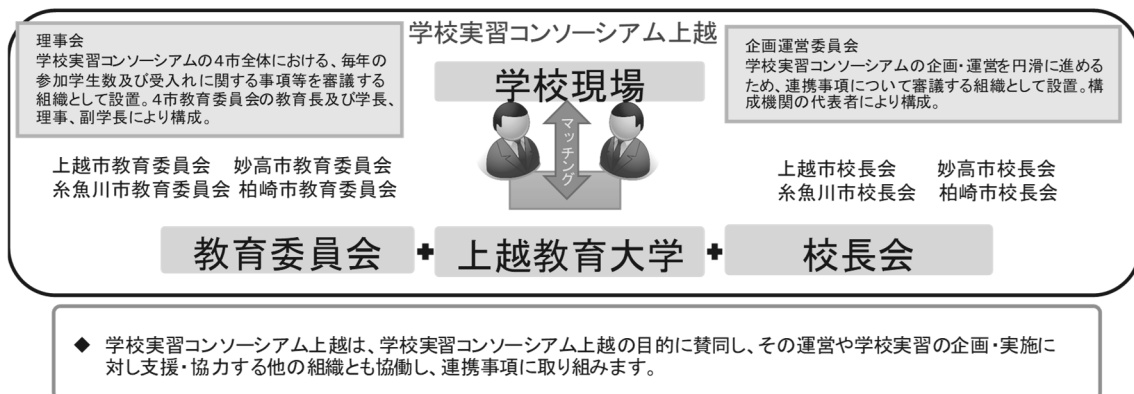 学校実習コンソーシアム上越
理事会
学校実習コンソーシアムの4市全体における、毎年の
参加学生数及び受入れに関する事項等を審議する
組織として設置。4市教育委員会の教育長及び学長、
理事、副学長により構成。
企画運営委員会
学校実習コンソーシアムの企画・運営を円滑に進める
ため、連携事項について審議する組織として設置。構
成機関の代表者により構成。
学校現場
マッチング
上越市教育委員会 妙高市教育委員会
糸魚川市教育委員会 柏崎市教育委員会
上越市校長会 妙高市校長会
糸魚川市校長会 柏崎市校長会
教育委員会 + 上越教育大学 + 校長会
◆ 学校実習コンソーシアム上越は、学校実習コンソーシアム上越の目的に賛同し、その運営や学校実習の企画・実施に
対し支援・協力する他の組織とも協働し、連携事項に取り組みます。